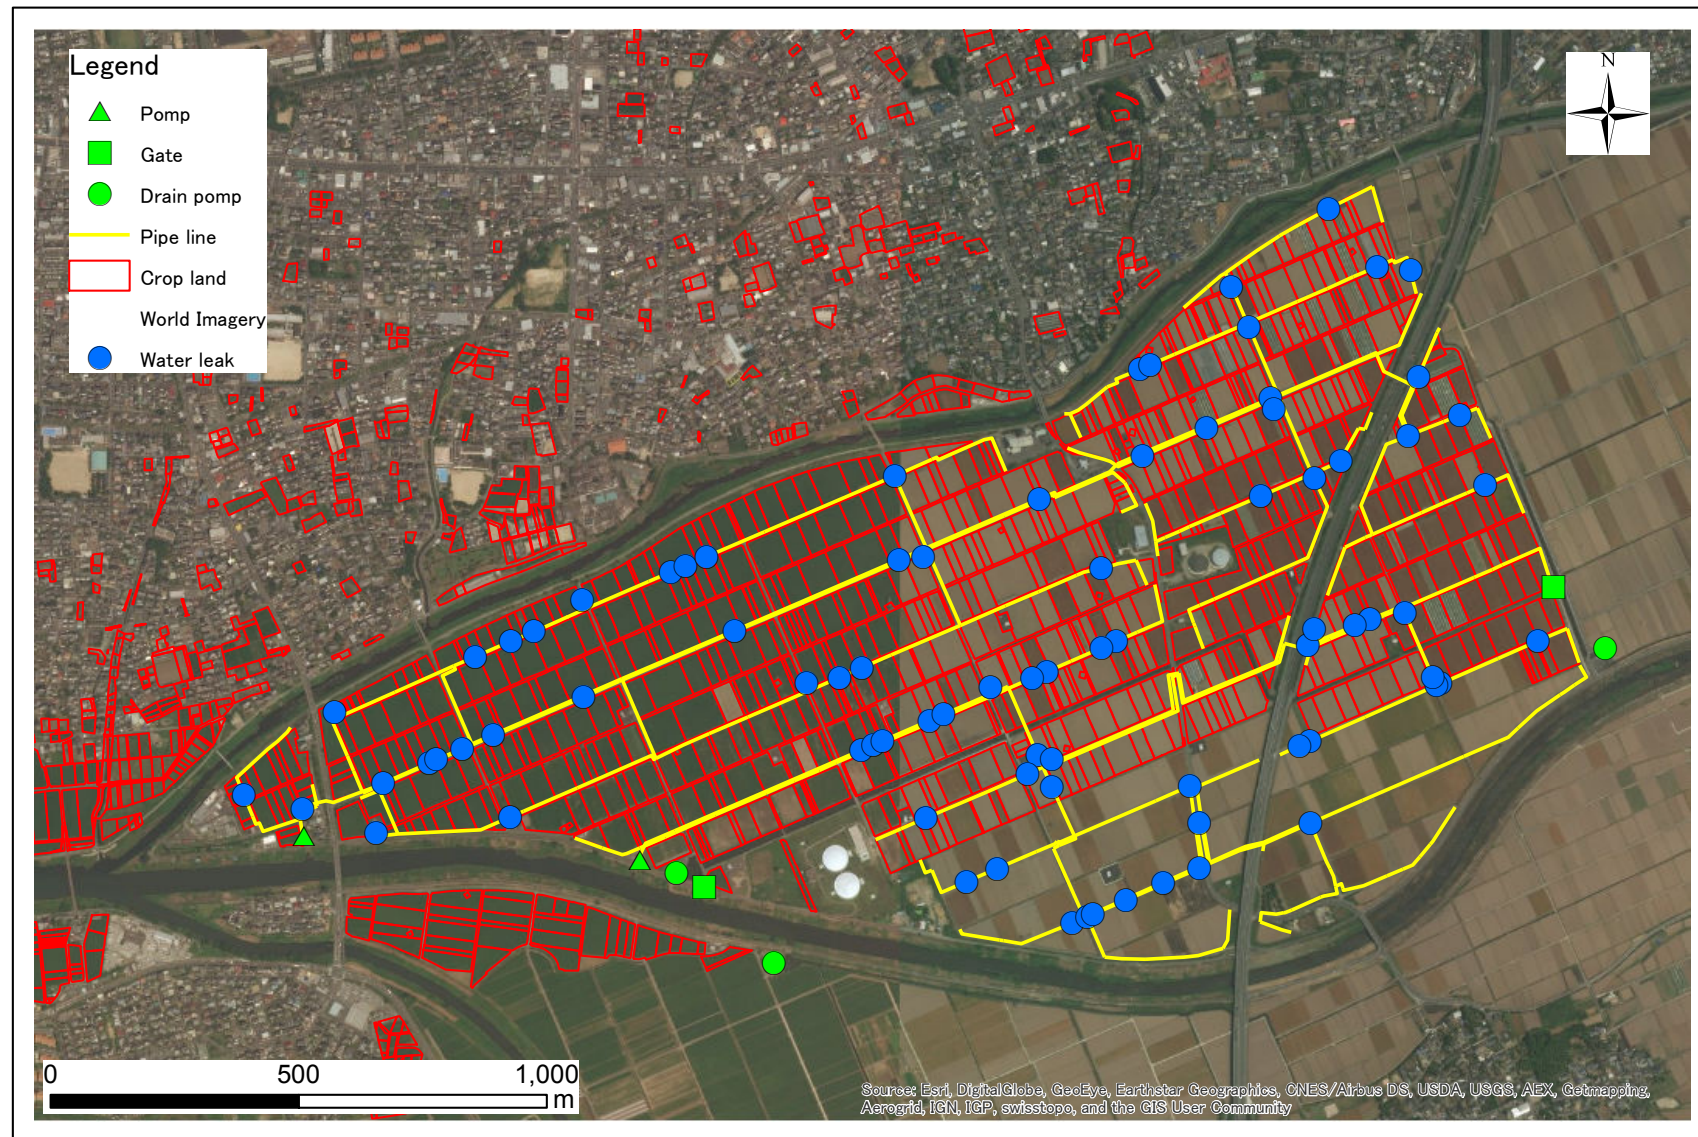 Legend
Pomp
Gate
Drain pomp
Pipe line
Crop land
World Imagery
Water leak
N
0 500 1,000
m
Source: Esri, DigitalGlobe, GeoEye, Earthstar Geographics, CNES/Airbus DS, USDA, USGS, AEX, Getmapping,
Aerogrid, IGN, IGP, swisstopo, and the GIS User Community